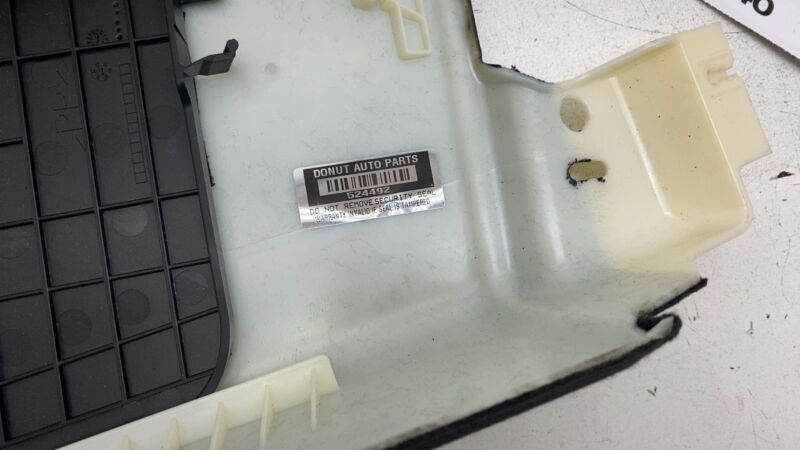 DONUT AUTO PARTS
524492
DO NOT REMOVE.SECURITY SEAL
WARRANTY INVALID IF SEAL IS TAMPERED